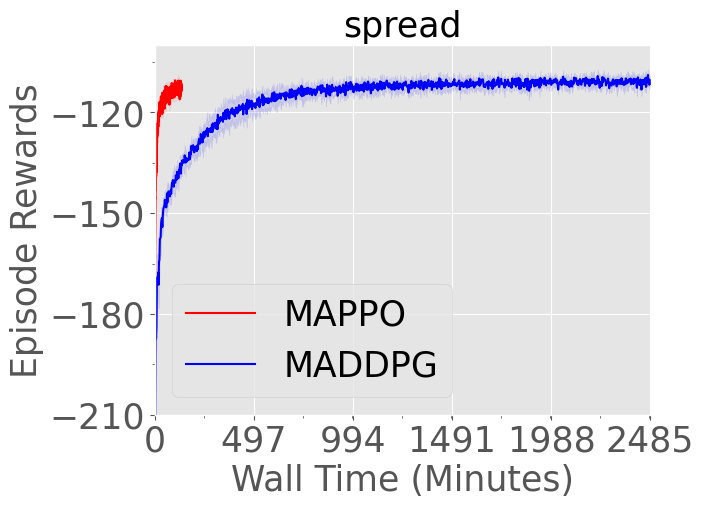 spread
Episode Rewards
−120
−150
−180
−210
MAPPO
MADDPG
0 497 994 1491 1988 2485
Wall Time (Minutes)